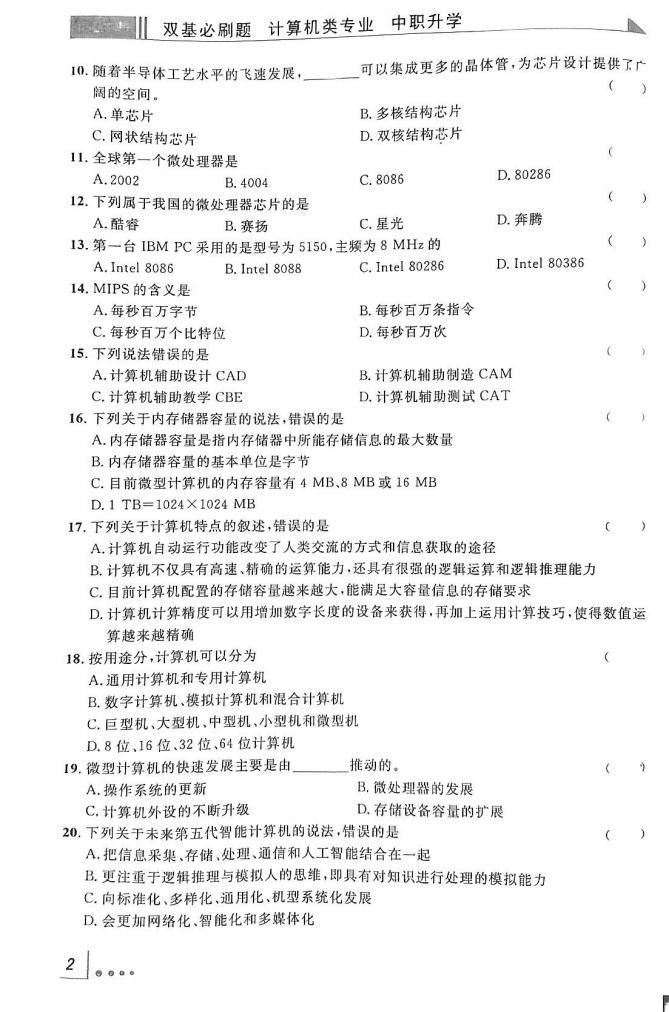 双基必刷题 计算机类专业 中职升学
10. 随着半导体工艺水平的飞速发展,________可以集成更多的晶体管,为芯片设计提供了广
阔的空间。 ( )
A. 单芯片 B. 多核结构芯片
C. 网状结构芯片 D. 双核结构芯片
11. 全球第一个微处理器是 (
A. 2002 B. 4004 C. 8086 D. 80286
12. 下列属于我国的微处理器芯片的是 ( )
A. 酷睿 B. 赛扬 C. 星光 D. 奔腾
13. 第一台 IBM PC 采用的是型号为 5150,主频为 8 MHz 的 ( )
A. Intel 8086 B. Intel 8088 C. Intel 80286 D. Intel 80386
14. MIPS 的含义是 ( )
A. 每秒百万字节 B. 每秒百万条指令
C. 每秒百万个比特位 D. 每秒百万次
15. 下列说法错误的是 ( )
A. 计算机辅助设计 CAD B. 计算机辅助制造 CAM
C. 计算机辅助教学 CBE D. 计算机辅助测试 CAT
16. 下列关于内存储器容量的说法,错误的是 ( )
A. 内存储器容量是指内存储器中所能存储信息的最大数量
B. 内存储器容量的基本单位是字节
C. 目前微型计算机的内存容量有 4 MB、8 MB 或 16 MB
D. 1 TB=1024×1024 MB
17. 下列关于计算机特点的叙述,错误的是 ( )
A. 计算机自动运行功能改变了人类交流的方式和信息获取的途径
B. 计算机不仅具有高速、精确的运算能力,还具有很强的逻辑运算和逻辑推理能力
C. 目前计算机配置的存储容量越来越大,能满足大容量信息的存储要求
D. 计算机计算精度可以用增加数字长度的设备来获得,再加上运用计算技巧,使得数值运
算越来越精确
18. 按用途分,计算机可以分为 (
A. 通用计算机和专用计算机
B. 数字计算机、模拟计算机和混合计算机
C. 巨型机、大型机、中型机、小型机和微型机
D. 8 位、16 位、32 位、64 位计算机
19. 微型计算机的快速发展主要是由________推动的。 ( )
A. 操作系统的更新 B. 微处理器的发展
C. 计算机外设的不断升级 D. 存储设备容量的扩展
20. 下列关于未来第五代智能计算机的说法,错误的是 ( )
A. 把信息采集、存储、处理、通信和人工智能结合在一起
B. 更注重于逻辑推理与模拟人的思维,即具有对知识进行处理的模拟能力
C. 向标准化、多样化、通用化、机型系统化发展
D. 会更加网络化、智能化和多媒体化
2